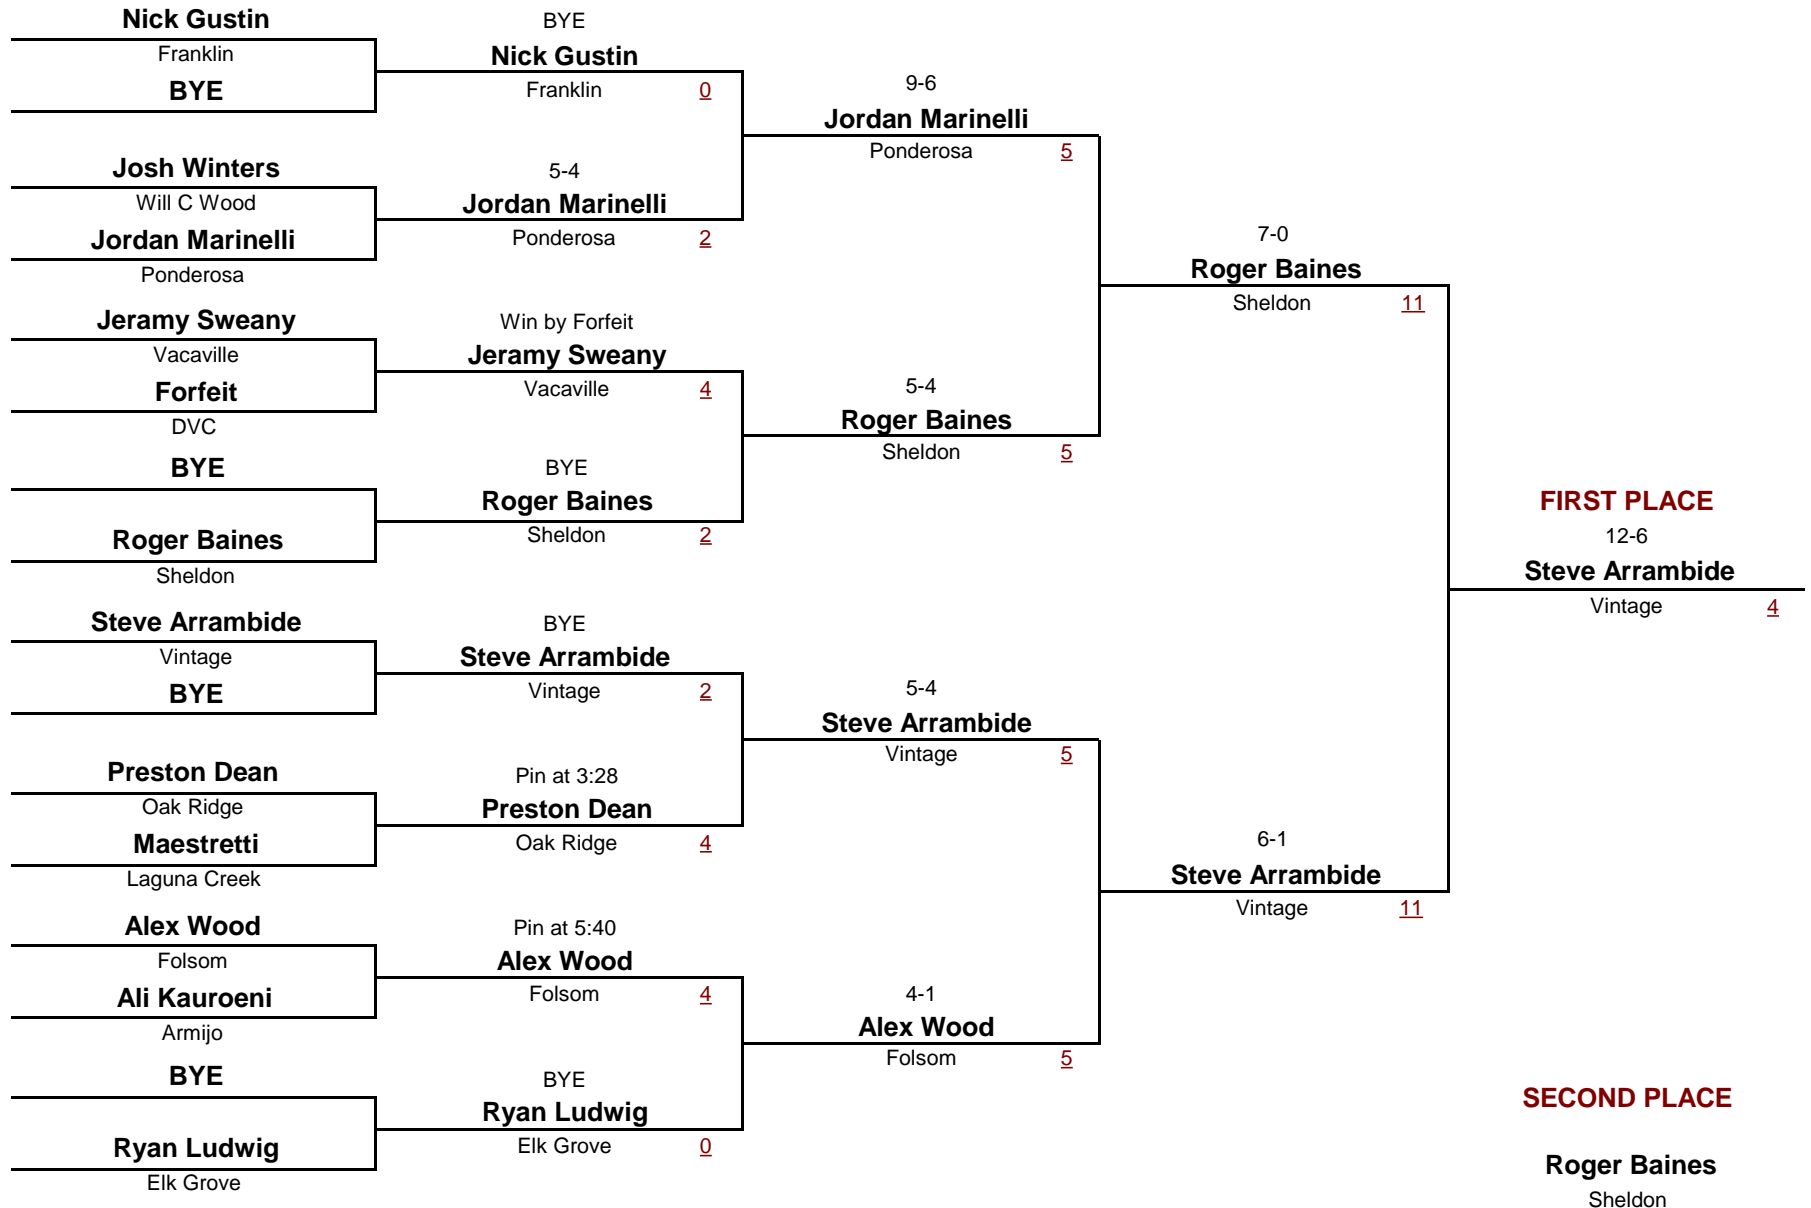 Nick Gustin
Franklin
BYE
Josh Winters
Will C Wood
Jordan Marinelli
Ponderosa
Jeramy Sweany
Vacaville
Forfeit
DVC
BYE
Roger Baines
Sheldon
Steve Arrambide
Vintage
BYE
Preston Dean
Oak Ridge
Maestretti
Laguna Creek
Alex Wood
Folsom
Ali Kauroeni
Armijo
BYE
Ryan Ludwig
Elk Grove
BYE
Nick Gustin
Franklin 0
5-4
Jordan Marinelli
Ponderosa 2
Win by Forfeit
Jeramy Sweany
Vacaville 4
BYE
Roger Baines
Sheldon 2
BYE
Steve Arrambide
Vintage 2
Pin at 3:28
Preston Dean
Oak Ridge 4
Pin at 5:40
Alex Wood
Folsom 4
BYE
Ryan Ludwig
Elk Grove 0
9-6
Jordan Marinelli
Ponderosa 5
5-4
Roger Baines
Sheldon 5
5-4
Steve Arrambide
Vintage 5
4-1
Alex Wood
Folsom 5
7-0
Roger Baines
Sheldon 11
6-1
Steve Arrambide
Vintage 11
FIRST PLACE
12-6
Steve Arrambide
Vintage 4
SECOND PLACE
Roger Baines
Sheldon